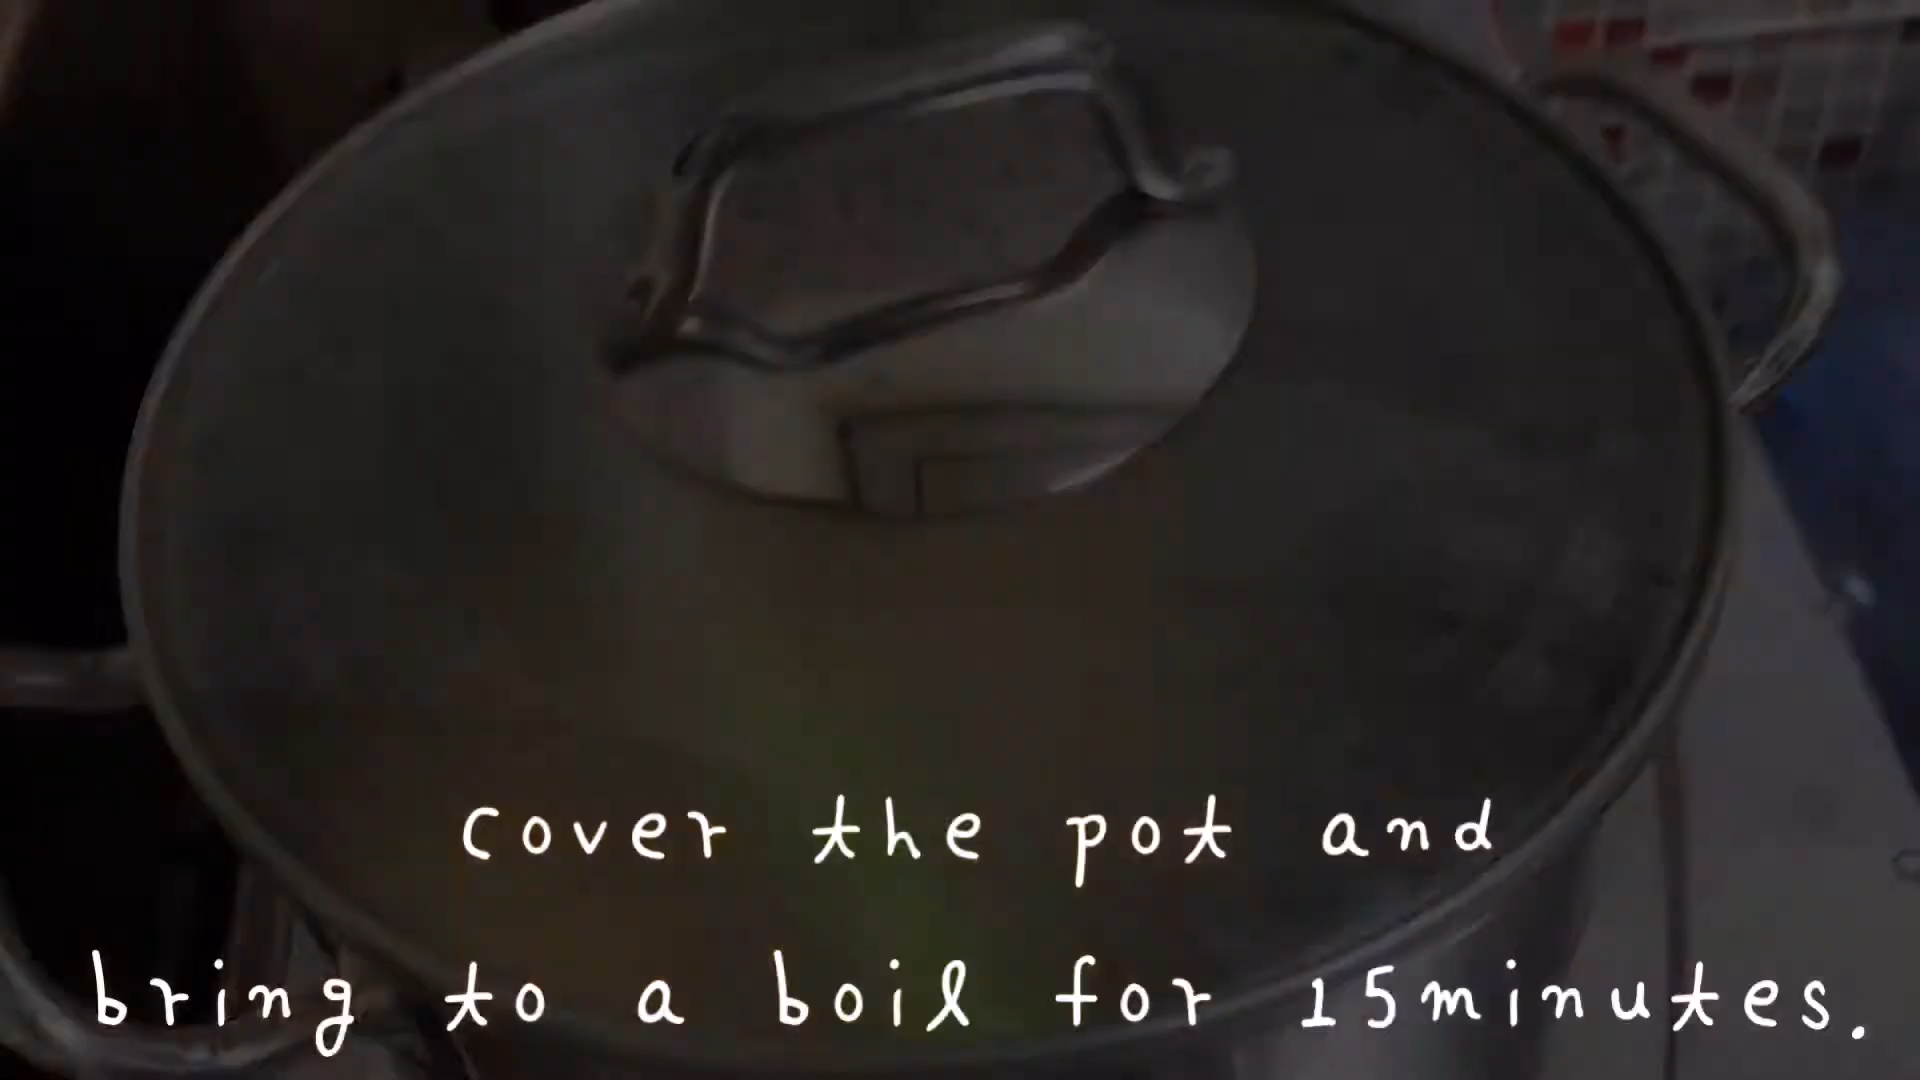 cover the pot and
bring to a boil for 15minutes.